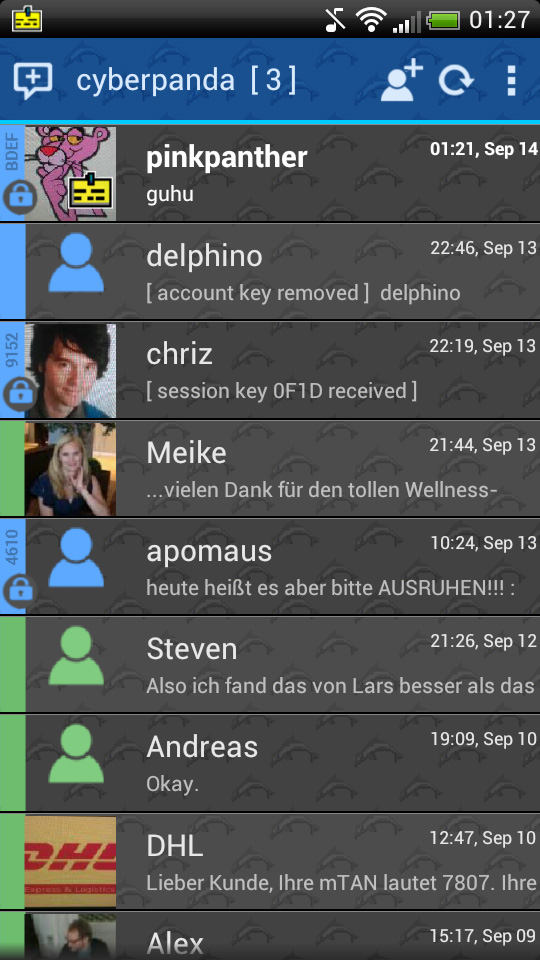 01:27
cyberpanda [ 3 ]
BDEF
pinkpanther
01:21, Sep 14
guhu
delphino
22:46, Sep 13
[ account key removed ] delphino
9152
chriz
22:19, Sep 13
[ session key 0F1D received ]
Meike
21:44, Sep 13
...vielen Dank für den tollen Wellness-
4610
apomaus
10:24, Sep 13
heute heißt es aber bitte AUSRUHEN!!! :
Steven
21:26, Sep 12
Also ich fand das von Lars besser als das
Andreas
19:09, Sep 10
Okay.
DHL
Express & Logistics
DHL
12:47, Sep 10
Lieber Kunde, Ihre mTAN lautet 7807. Ihre
Alex
15:17, Sep 09